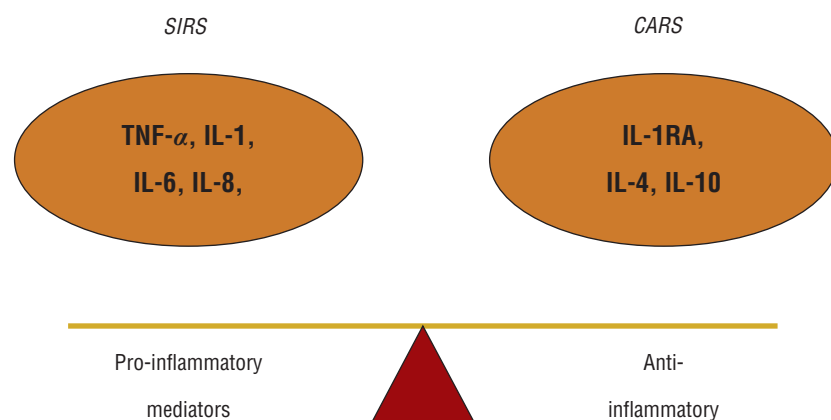 SIRS
CARS
TNF-α, IL-1,
IL-6, IL-8,
IL-1RA,
IL-4, IL-10
Pro-inflammatory
mediators
Anti-
inflammatory